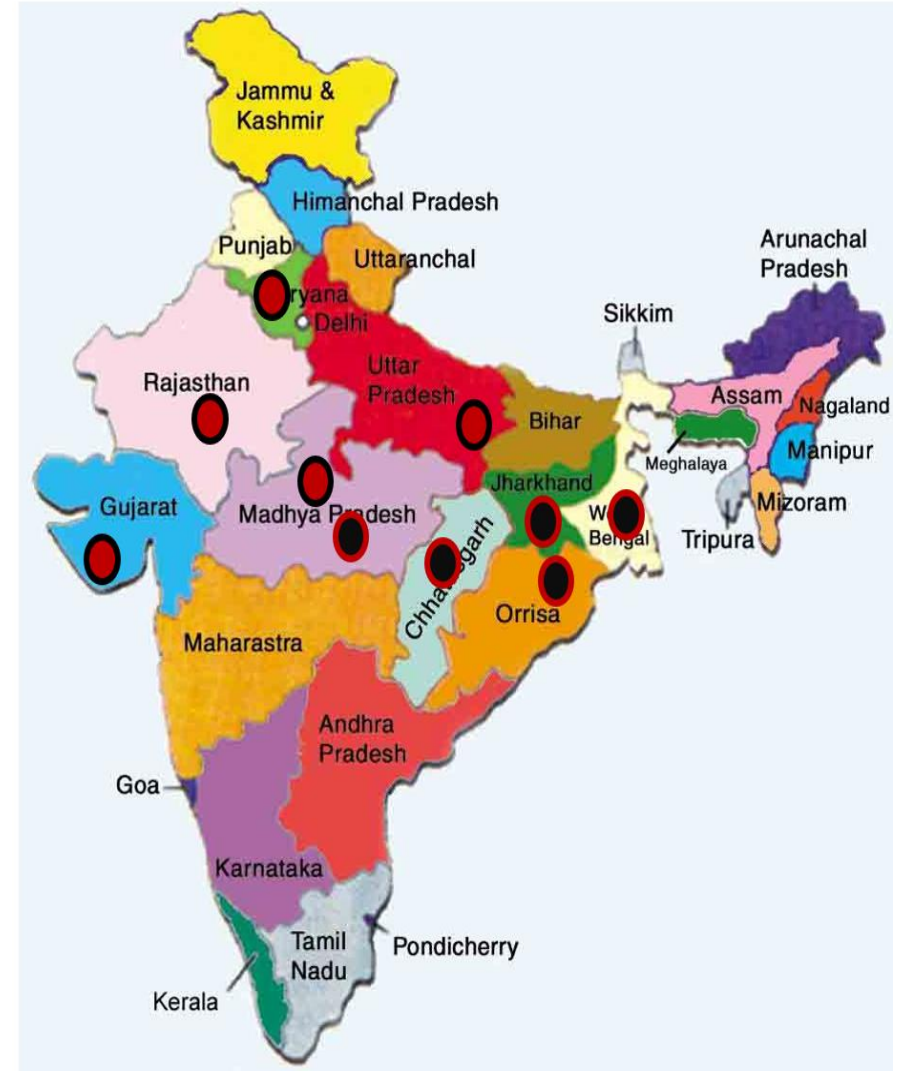 Jammu &
Kashmir
Himanchal Pradesh
Punjab
Uttaranchal
Arunachal
Pradesh
ryana
Delhi
Sikkim
Uttar
Pradesh
Rajasthan
Assam
Nagaland
Bihar
Manipur
Meghalaya
Jharkhand
Gujarat
Madhya Pradesh
Mizoram
W
Bengal
Tripura
Orrisa
Maharastra
Andhra
Pradesh
Goa
Karnataka
Tamil
Nadu
Pondicherry
Kerala